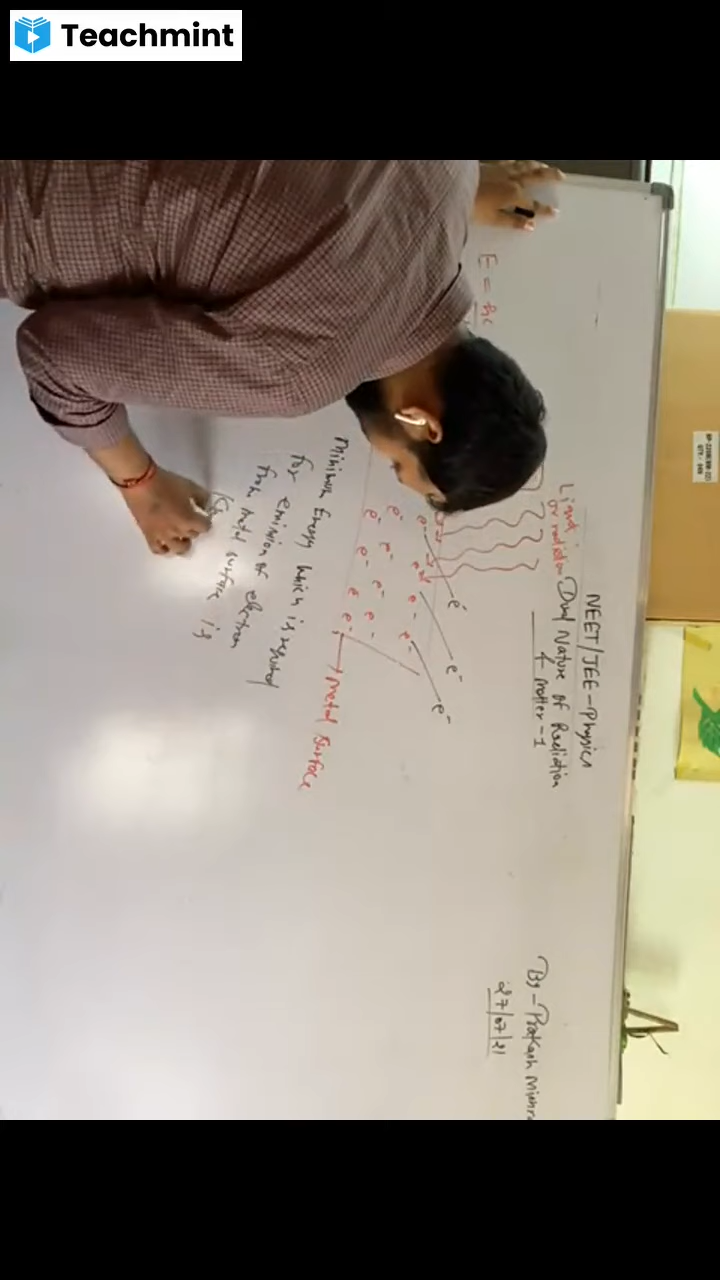 Teachmint
NEET/JEE-Physics
Dual Nature of Radiation
& matter-1
By-Prakash Mishra
27/07/21
E = hc
Light
or radiation
e⁻
e⁻
e⁻
e⁻ e⁻ e⁻ e⁻
e⁻ e⁻ e⁻ e⁻
e⁻ e⁻ e e⁻
metal surface
Minimum Energy which is required
for emission of electron
from metal surface is